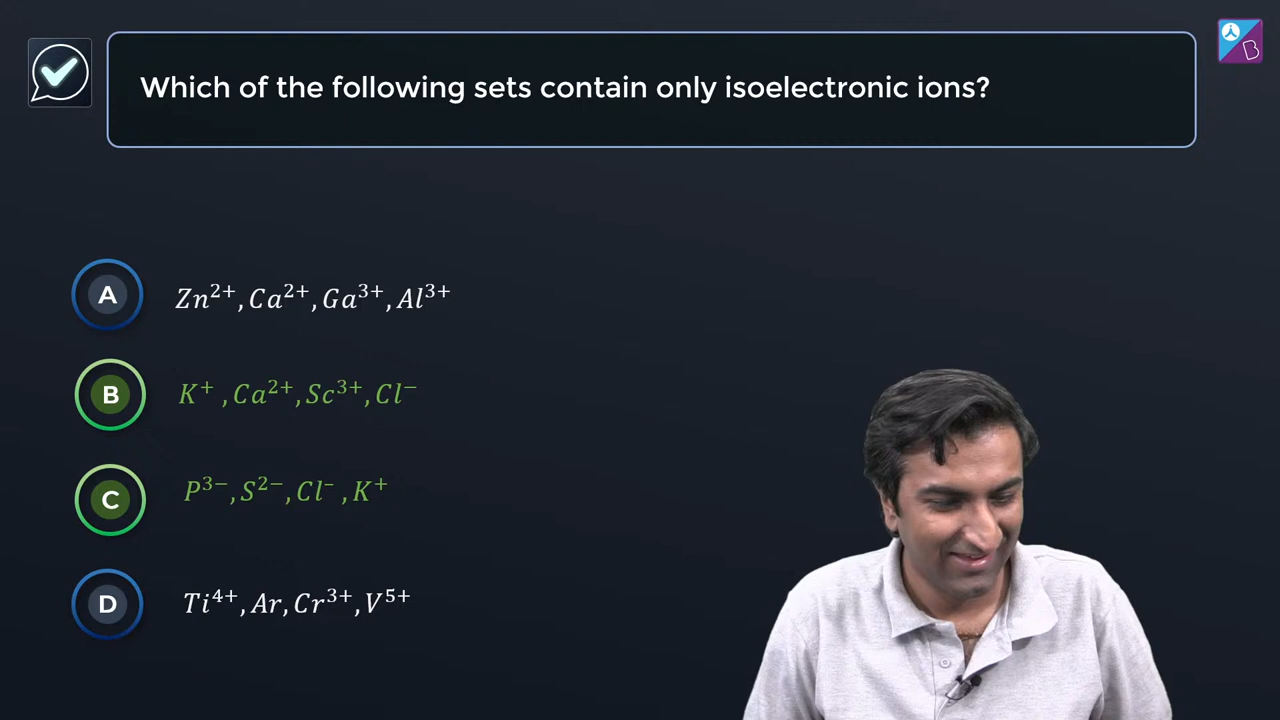 Which of the following sets contain only isoelectronic ions?
A Zn²⁺, Ca²⁺, Ga³⁺, Al³⁺
B K⁺ , Ca²⁺, Sc³⁺, Cl⁻
C P³⁻, S²⁻, Cl⁻ , K⁺
D Ti⁴⁺, Ar, Cr³⁺, V⁵⁺
B